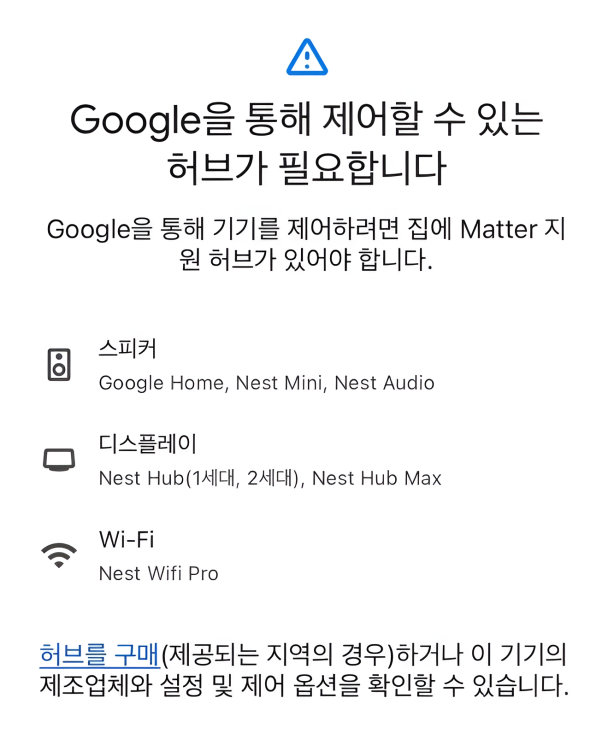 Google을 통해 제어할 수 있는
허브가 필요합니다
Google을 통해 기기를 제어하려면 집에 Matter 지
원 허브가 있어야 합니다.
스피커
Google Home, Nest Mini, Nest Audio
디스플레이
Nest Hub(1세대, 2세대), Nest Hub Max
Wi-Fi
Nest Wifi Pro
허브를 구매(제공되는 지역의 경우)하거나 이 기기의
제조업체와 설정 및 제어 옵션을 확인할 수 있습니다.